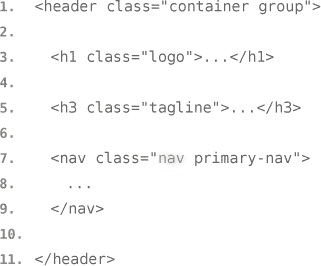 1. <header class="container group">
2.
3. <h1 class="logo">...</h1>
4.
5. <h3 class="tagline">...</h3>
6.
7. <nav class="nav primary-nav">
8. ...
9. </nav>
10.
11. </header>